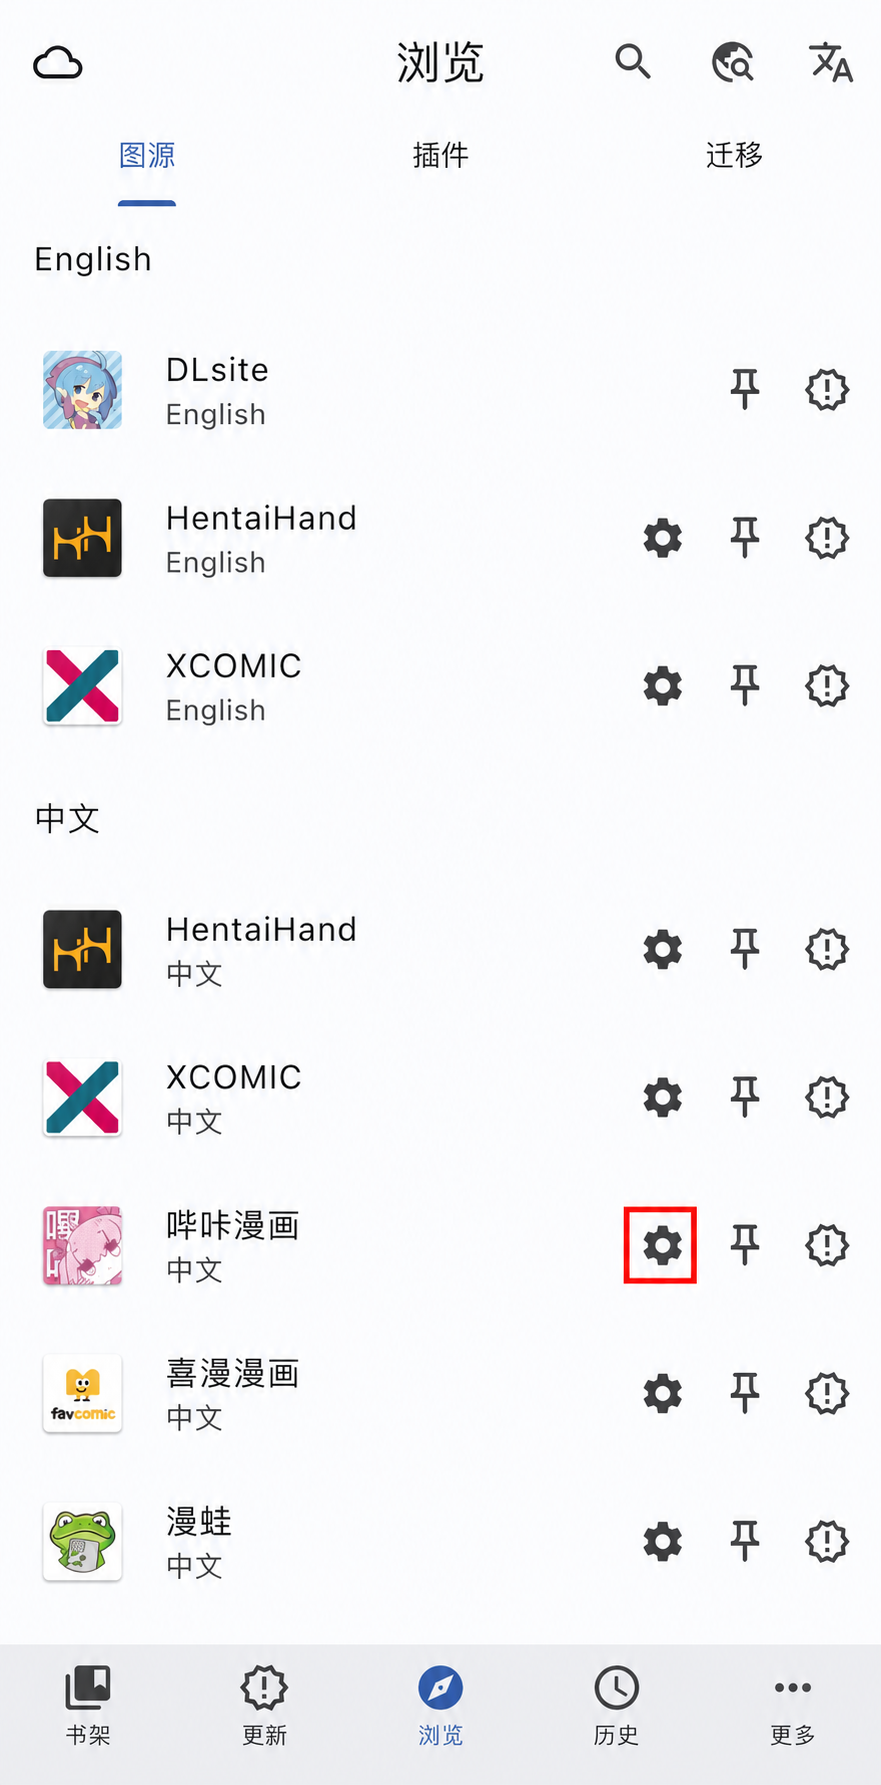 浏览
图源
插件
迁移
English
DLsite
English
HentaiHand
English
XCOMIC
English
中文
HentaiHand
中文
XCOMIC
中文
哔咔漫画
中文
favcomic
喜漫漫画
中文
漫蛙
中文
书架
更新
浏览
历史
更多